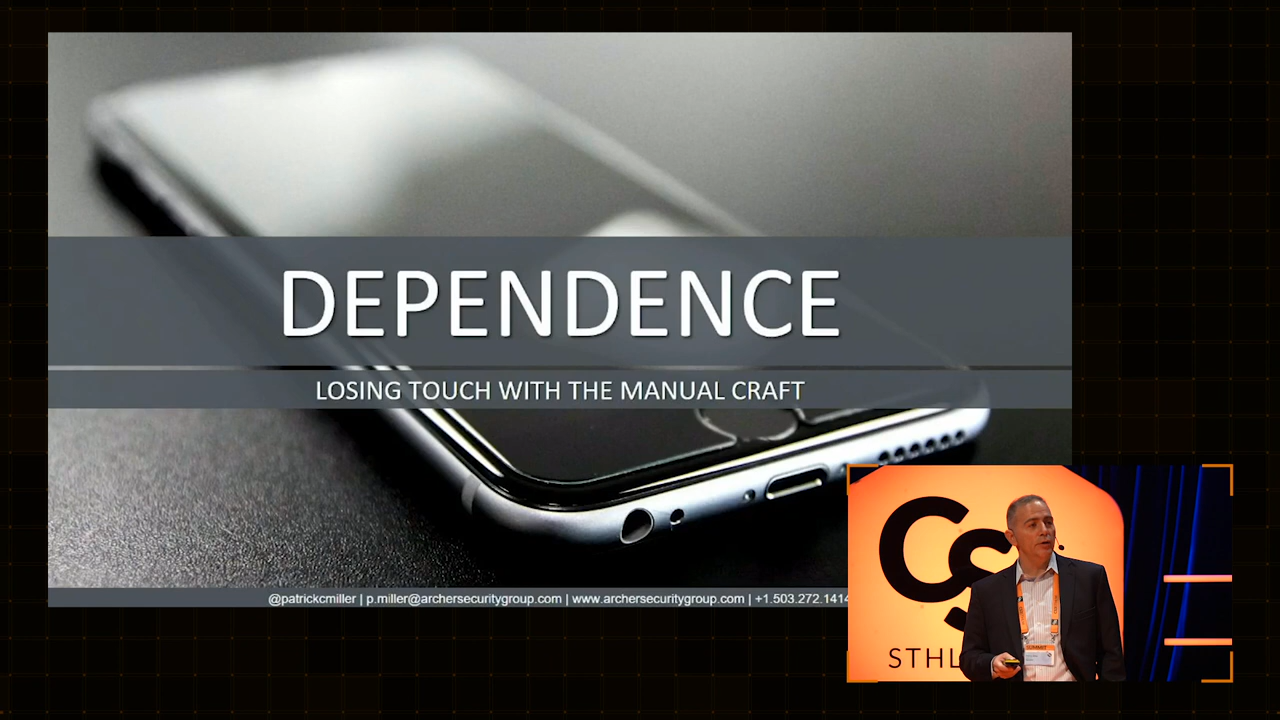 DEPENDENCE
LOSING TOUCH WITH THE MANUAL CRAFT
@patrickcmiller | p.miller@archersecuritygroup.com | www.archersecuritygroup.com | +1.503.272.1414
CS
STHL